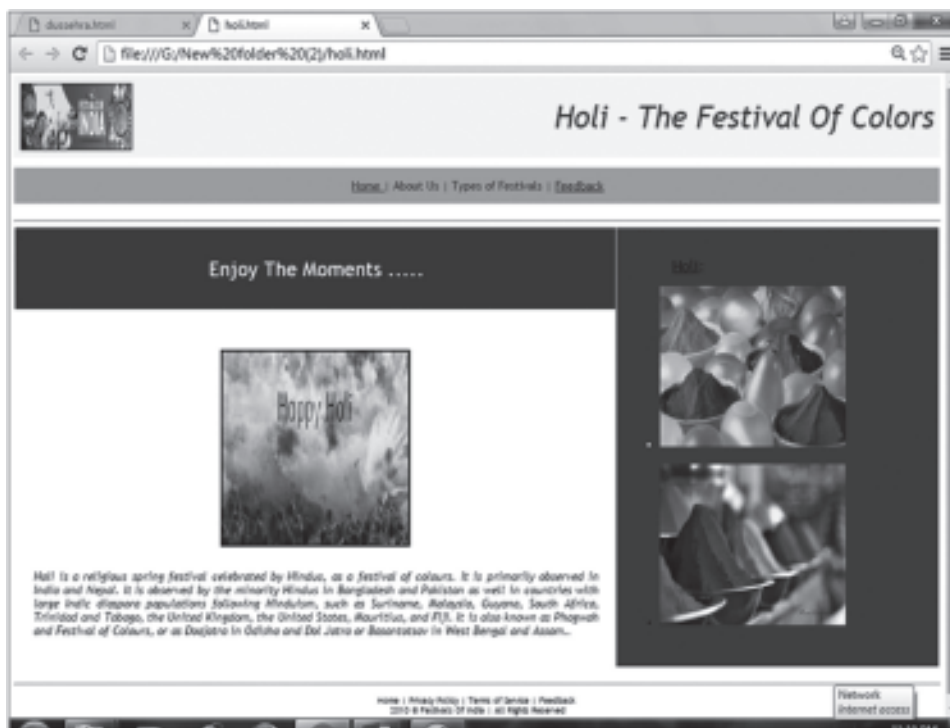 dussehra.html
holi.html
file:///G:/New%20folder%20(2)/holi.html
Holi - The Festival Of Colors
Home | About Us | Types of Festivals | Feedback
Enjoy The Moments .....
Holi:
Happy Holi
Holi is a religious spring festival celebrated by Hindus, as a festival of colours. It is primarily observed in
India and Nepal. It is observed by the minority Hindus in Bangladesh and Pakistan as well in countries with
large Indic diaspora populations following Hinduism, such as Suriname, Malaysia, Guyana, South Africa,
Trinidad and Tobago, the United Kingdom, the United States, Mauritius, and Fiji. It is also known as Phagwah
and Festival of Colours, or as Doljatra in Odisha and Dol Jatra or Basantotsav in West Bengal and Assam..
Home | Privacy Policy | Terms of Service | Feedback
Festivals Of India | All Rights Reserved
Network
Internet access